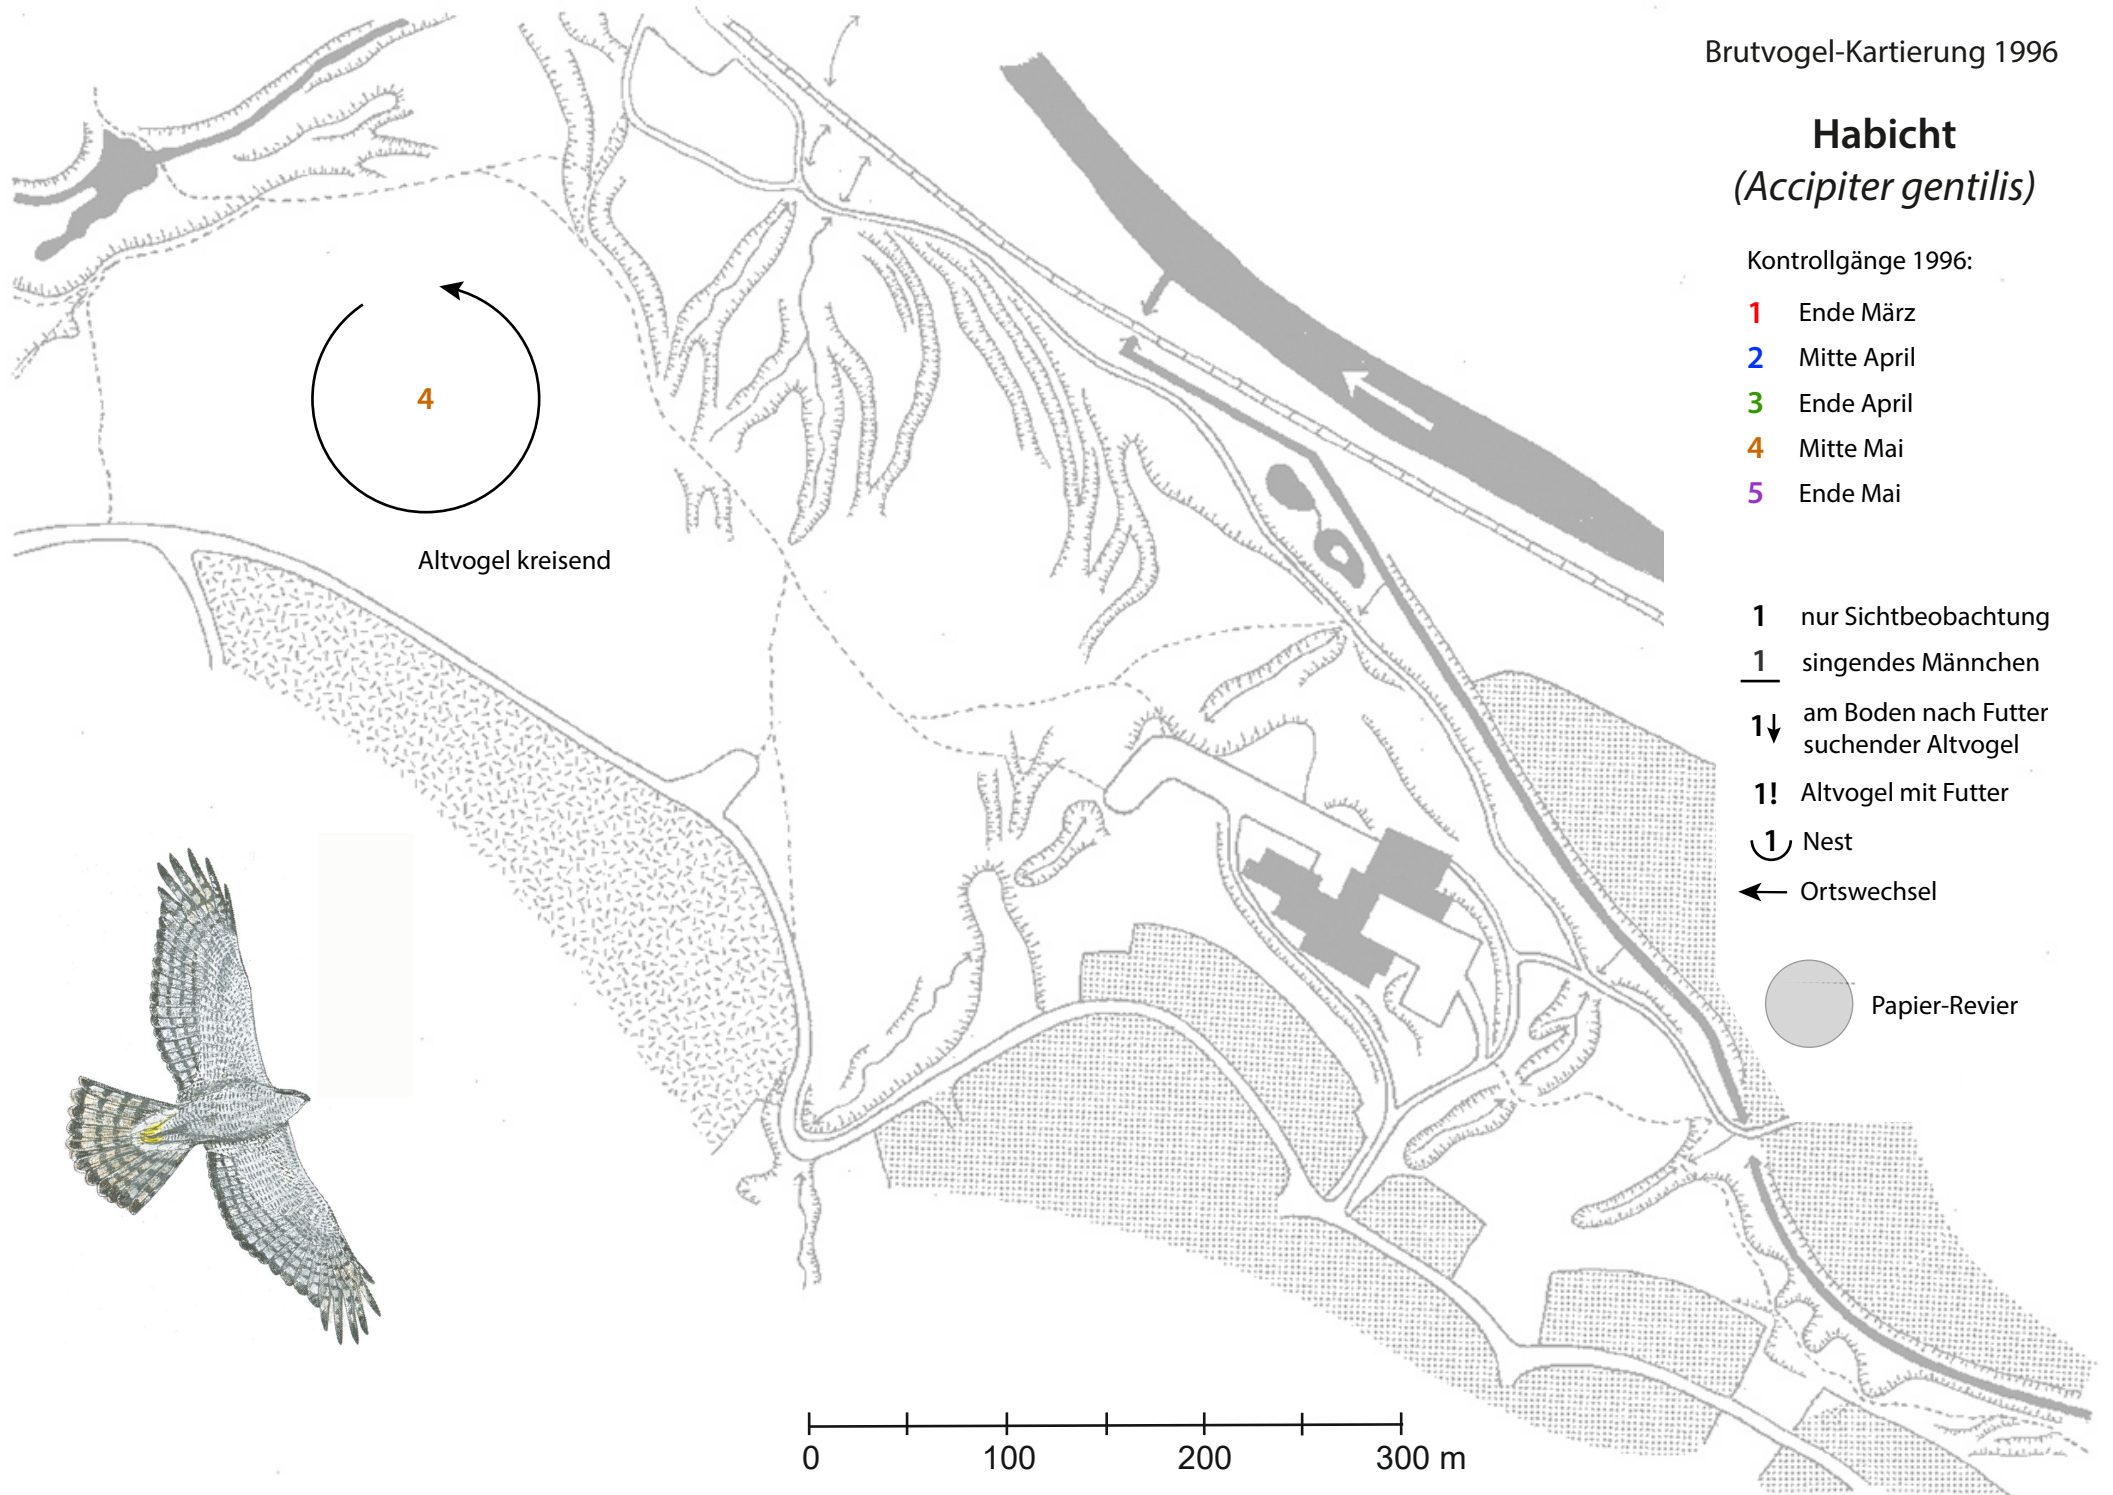 Brutvogel-Kartierung 1996
Habicht
(Accipiter gentilis)
Kontrollgänge 1996:
1 Ende März
2 Mitte April
3 Ende April
4 Mitte Mai
5 Ende Mai
1 nur Sichtbeobachtung
1 singendes Männchen
1 am Boden nach Futter
suchender Altvogel
1! Altvogel mit Futter
1 Nest
Ortswechsel
Papier-Revier
4
Altvogel kreisend
0 100 200 300 m